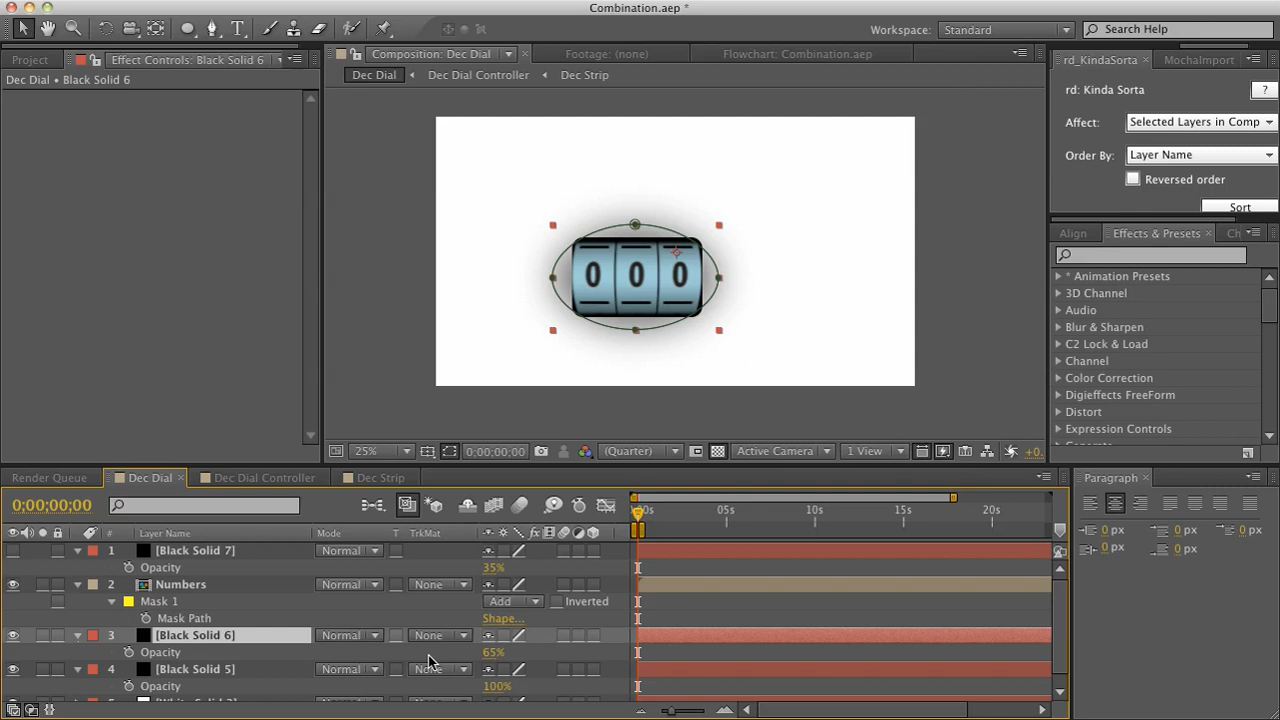 Combination.aep *
Workspace: Standard Search Help
Project Effect Controls: Black Solid 6
Dec Dial • Black Solid 6
Composition: Dec Dial Footage: (none) Flowchart: Combination.aep
Dec Dial Dec Dial Controller Dec Strip
0 0 0
25% 0;00;00;00 (Quarter) Active Camera 1 View +0.
rd_KindaSorta MochaImport
rd: Kinda Sorta ?
Affect: Selected Layers in Comp
Order By: Layer Name
Reversed order
Sort
Align Effects & Presets Ch
* Animation Presets
3D Channel
Audio
Blur & Sharpen
C2 Lock & Load
Channel
Color Correction
Digieffects FreeForm
Distort
Expression Controls
Render Queue Dec Dial Dec Dial Controller Dec Strip
0;00;00;00
:00s 05s 10s 15s 20s
# Layer Name Mode T TrkMat
1 [Black Solid 7] Normal
Opacity 35%
2 Numbers Normal None
Mask 1 Add Inverted
Mask Path Shape...
3 [Black Solid 6] Normal None
Opacity 65%
4 [Black Solid 5] Normal None
Opacity 100%
Paragraph
0 px 0 px 0 px
0 px 0 px